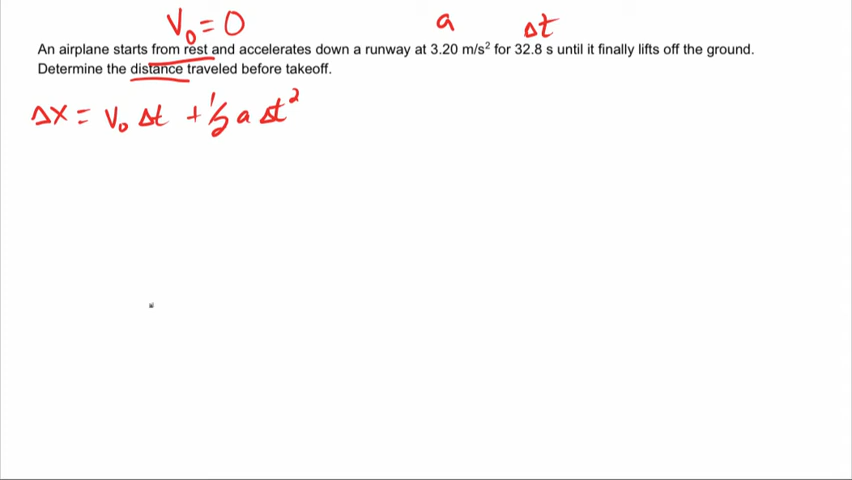 V₀ = 0 a Δt
An airplane starts from rest and accelerates down a runway at 3.20 m/s² for 32.8 s until it finally lifts off the ground.
Determine the distance traveled before takeoff.
Δx = V₀ Δt + ½ a Δt²